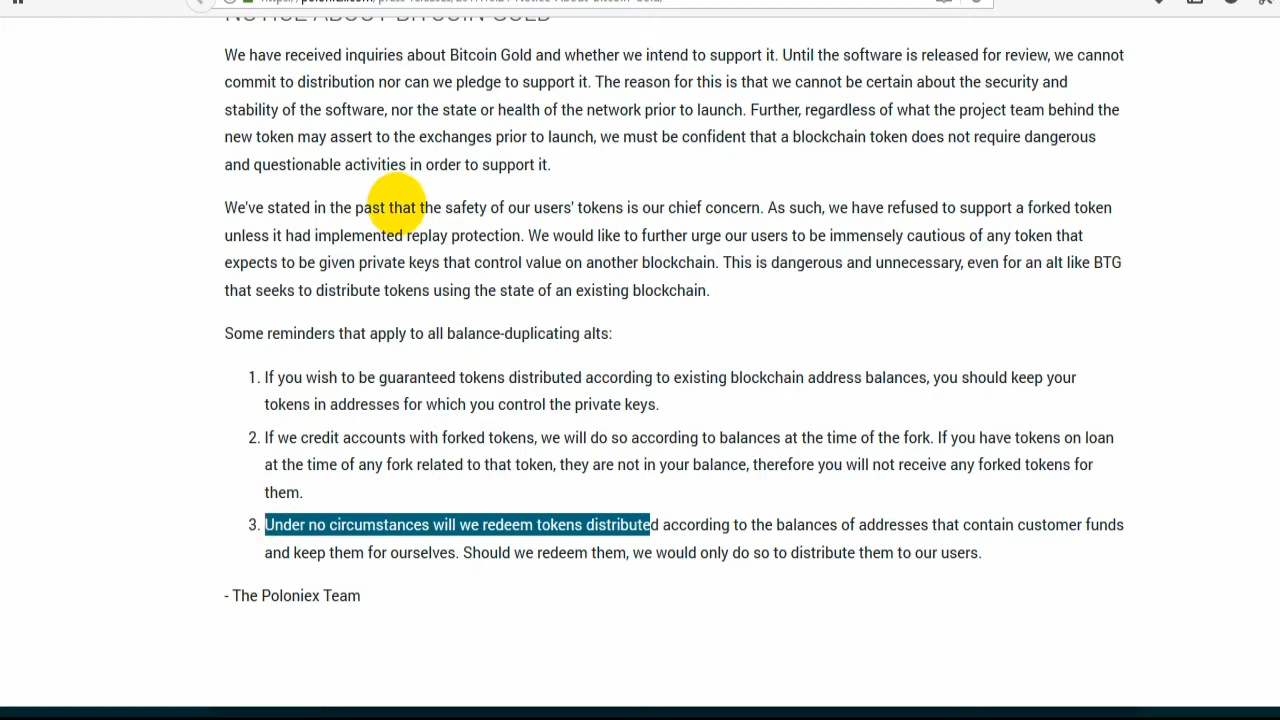 NOTICE ABOUT BITCOIN GOLD
We have received inquiries about Bitcoin Gold and whether we intend to support it. Until the software is released for review, we cannot
commit to distribution nor can we pledge to support it. The reason for this is that we cannot be certain about the security and
stability of the software, nor the state or health of the network prior to launch. Further, regardless of what the project team behind the
new token may assert to the exchanges prior to launch, we must be confident that a blockchain token does not require dangerous
and questionable activities in order to support it.
We've stated in the past that the safety of our users' tokens is our chief concern. As such, we have refused to support a forked token
unless it had implemented replay protection. We would like to further urge our users to be immensely cautious of any token that
expects to be given private keys that control value on another blockchain. This is dangerous and unnecessary, even for an alt like BTG
that seeks to distribute tokens using the state of an existing blockchain.
Some reminders that apply to all balance-duplicating alts:
1. If you wish to be guaranteed tokens distributed according to existing blockchain address balances, you should keep your
tokens in addresses for which you control the private keys.
2. If we credit accounts with forked tokens, we will do so according to balances at the time of the fork. If you have tokens on loan
at the time of any fork related to that token, they are not in your balance, therefore you will not receive any forked tokens for
them.
3. Under no circumstances will we redeem tokens distributed according to the balances of addresses that contain customer funds
and keep them for ourselves. Should we redeem them, we would only do so to distribute them to our users.
- The Poloniex Team